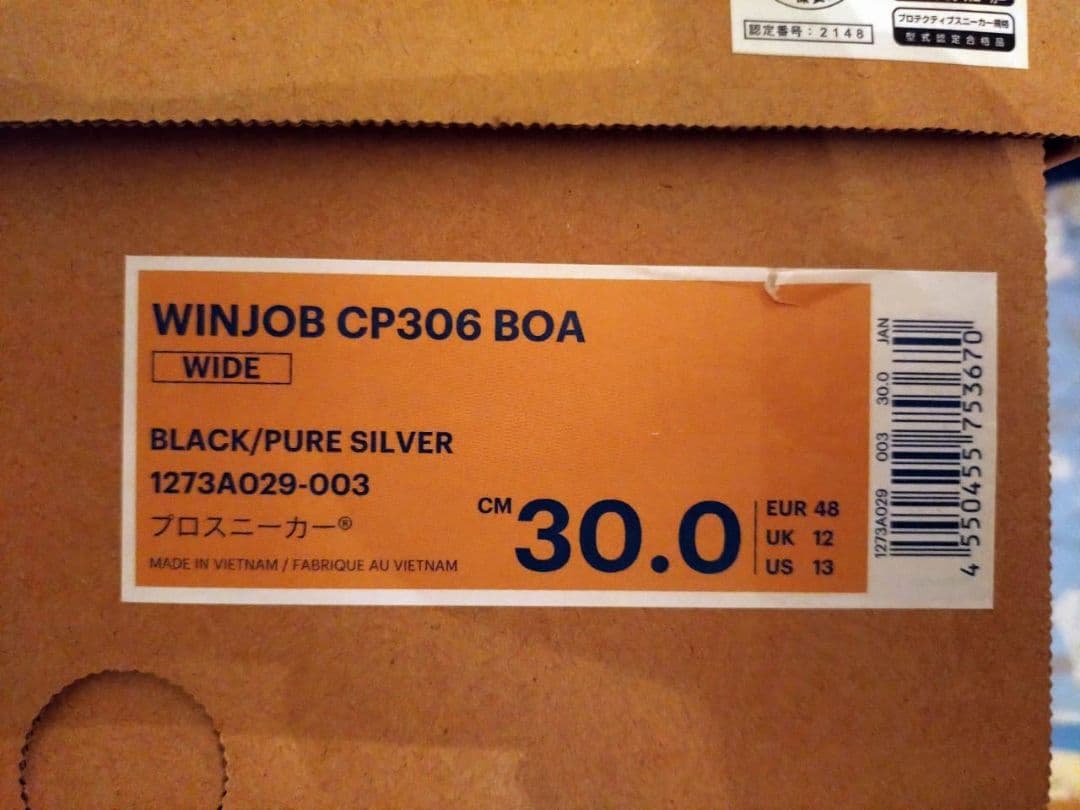 認定番号：2148
プロテクティブスニーカー規格
型式認定合格品
WINJOB CP306 BOA
WIDE
BLACK/PURE SILVER
1273A029-003
プロスニーカー®
MADE IN VIETNAM / FABRIQUE AU VIETNAM
CM 30.0
EUR 48
UK 12
US 13
1273A029 003 30.0 JAN
4 550455 753670